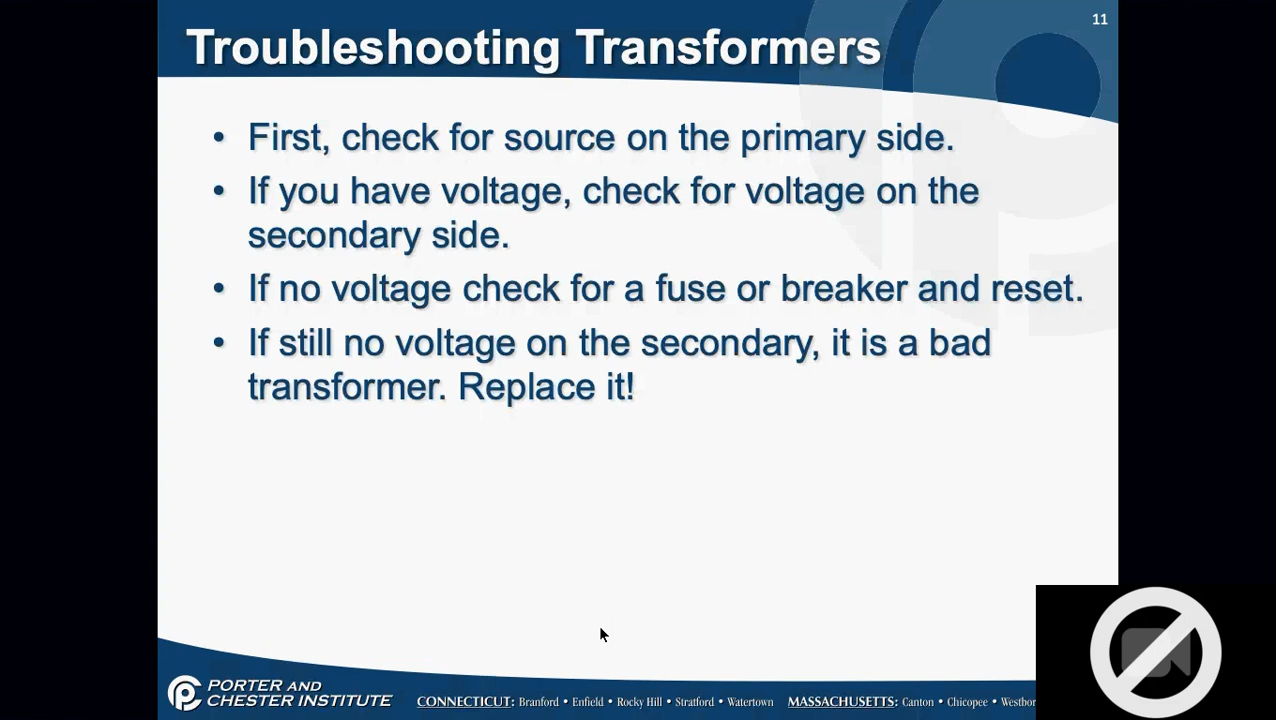 11
Troubleshooting Transformers
• First, check for source on the primary side.
• If you have voltage, check for voltage on the
secondary side.
• If no voltage check for a fuse or breaker and reset.
• If still no voltage on the secondary, it is a bad
transformer. Replace it!
PORTER AND
CHESTER INSTITUTE
CONNECTICUT: Branford • Enfield • Rocky Hill • Stratford • Watertown MASSACHUSETTS: Canton • Chicopee • Westbor